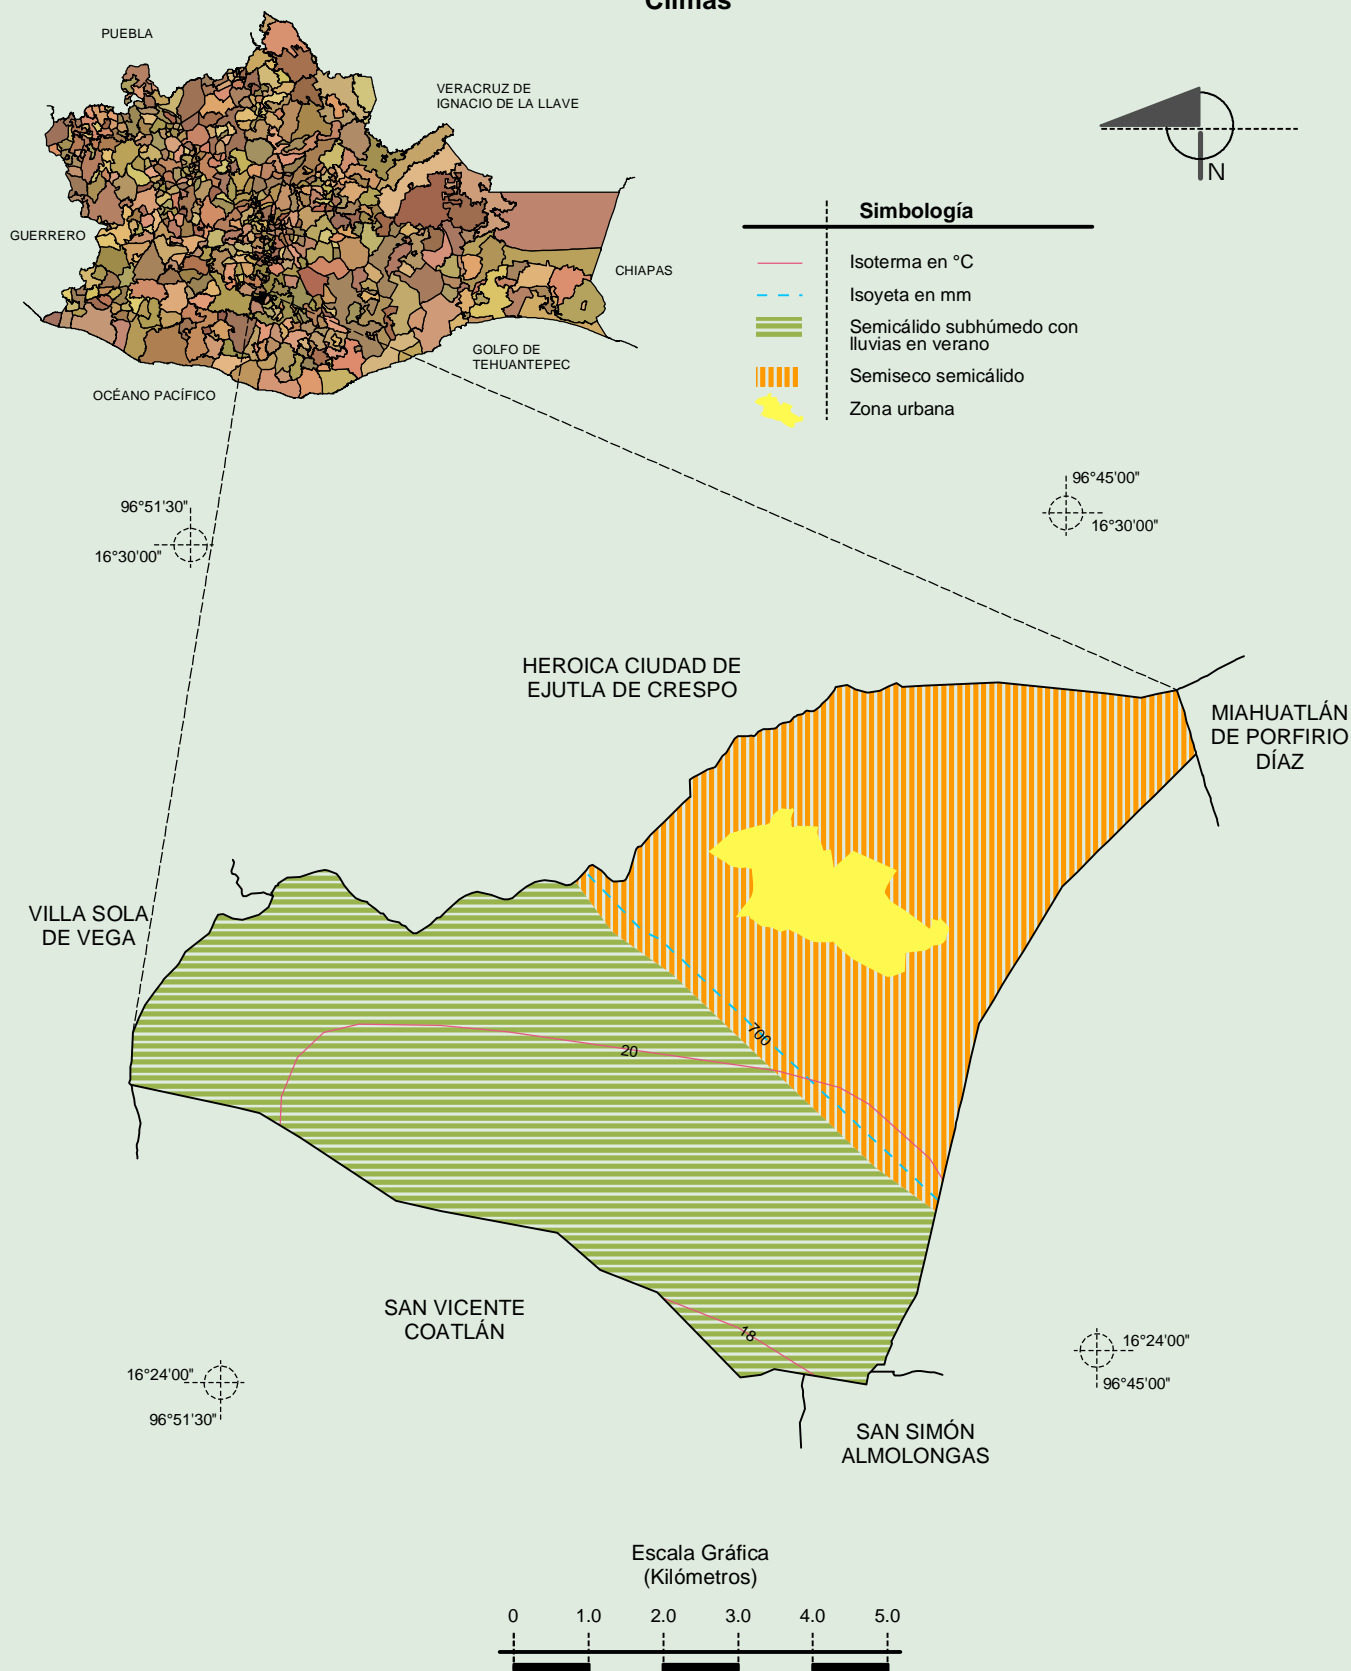 Climas
PUEBLA
VERACRUZ DE
IGNACIO DE LA LLAVE
GUERRERO
CHIAPAS
GOLFO DE
TEHUANTEPEC
OCÉANO PACÍFICO
N
Simbología
Isoterma en °C
Isoyeta en mm
Semicálido subhúmedo con
lluvias en verano
Semiseco semicálido
Zona urbana
96°51'30"
16°30'00"
96°45'00"
16°30'00"
HEROICA CIUDAD DE
EJUTLA DE CRESPO
MIAHUATLÁN
DE PORFIRIO
DÍAZ
VILLA SOLA
DE VEGA
700
20
18
SAN VICENTE
COATLÁN
16°24'00"
96°51'30"
16°24'00"
96°45'00"
SAN SIMÓN
ALMOLONGAS
Escala Gráfica
(Kilómetros)
0 1.0 2.0 3.0 4.0 5.0